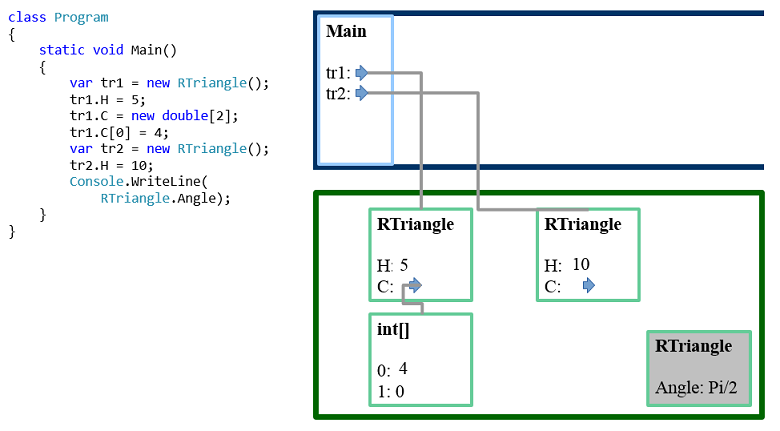 class Program
{
    static void Main()
    {
        var tr1 = new RTriangle();
        tr1.H = 5;
        tr1.C = new double[2];
        tr1.C[0] = 4;
        var tr2 = new RTriangle();
        tr2.H = 10;
        Console.WriteLine(
            RTriangle.Angle);
    }
}
Main
tr1:
tr2:
RTriangle
H: 5
C:
RTriangle
H: 10
C:
int[]
0: 4
1: 0
RTriangle
Angle: Pi/2